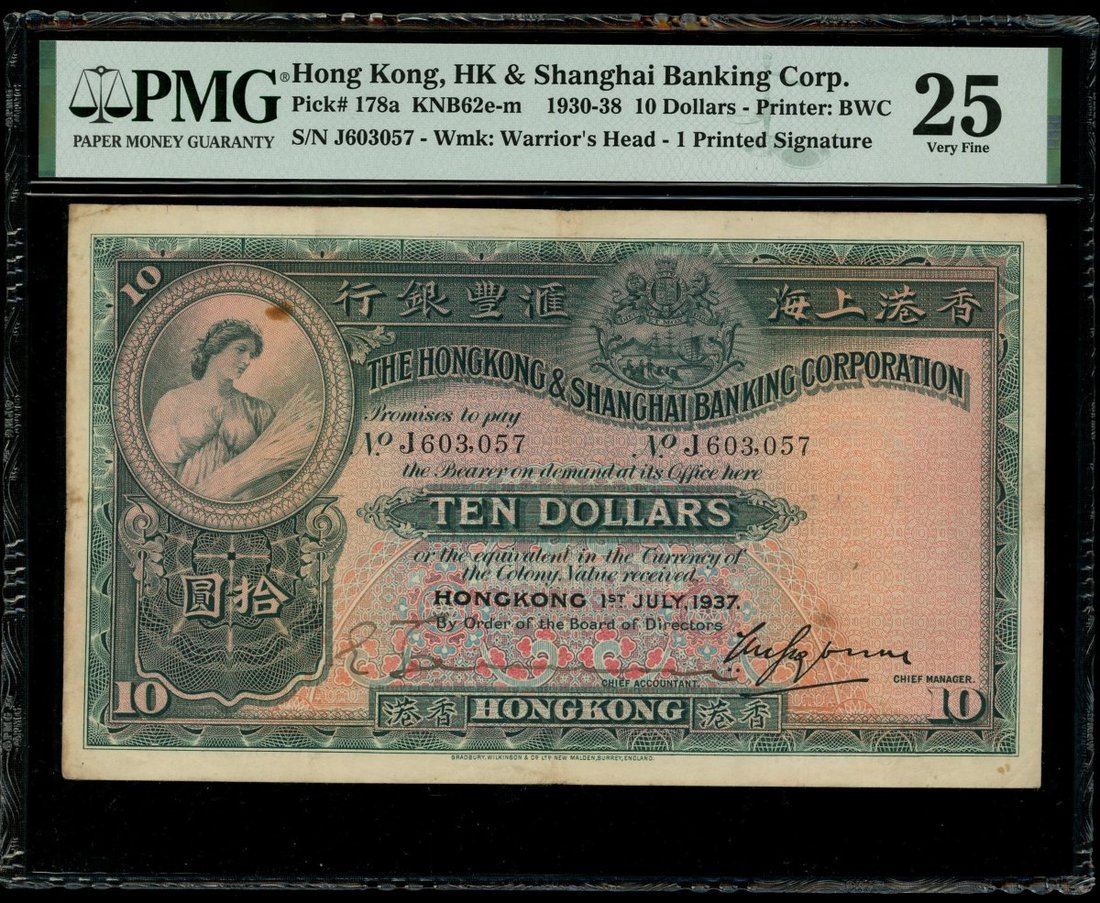 PMG®
PAPER MONEY GUARANTY
Hong Kong, HK & Shanghai Banking Corp.
Pick# 178a KNB62e-m 1930-38 10 Dollars - Printer: BWC
S/N J603057 - Wmk: Warrior's Head - 1 Printed Signature
25
Very Fine
10
行銀豐滙 海上港香
THE HONGKONG & SHANGHAI BANKING CORPORATION
Promises to pay
No. J603,057 No. J603,057
the Bearer on demand at its Office here
TEN DOLLARS
or the equivalent in the Currency of
the Colony, Value received.
圓拾
HONGKONG 1ST JULY, 1937.
By Order of the Board of Directors
CHIEF ACCOUNTANT.
CHIEF MANAGER.
10 港香 HONGKONG 港香 10
BRADBURY, WILKINSON & CO LTD NEW MALDEN, SURREY, ENGLAND.